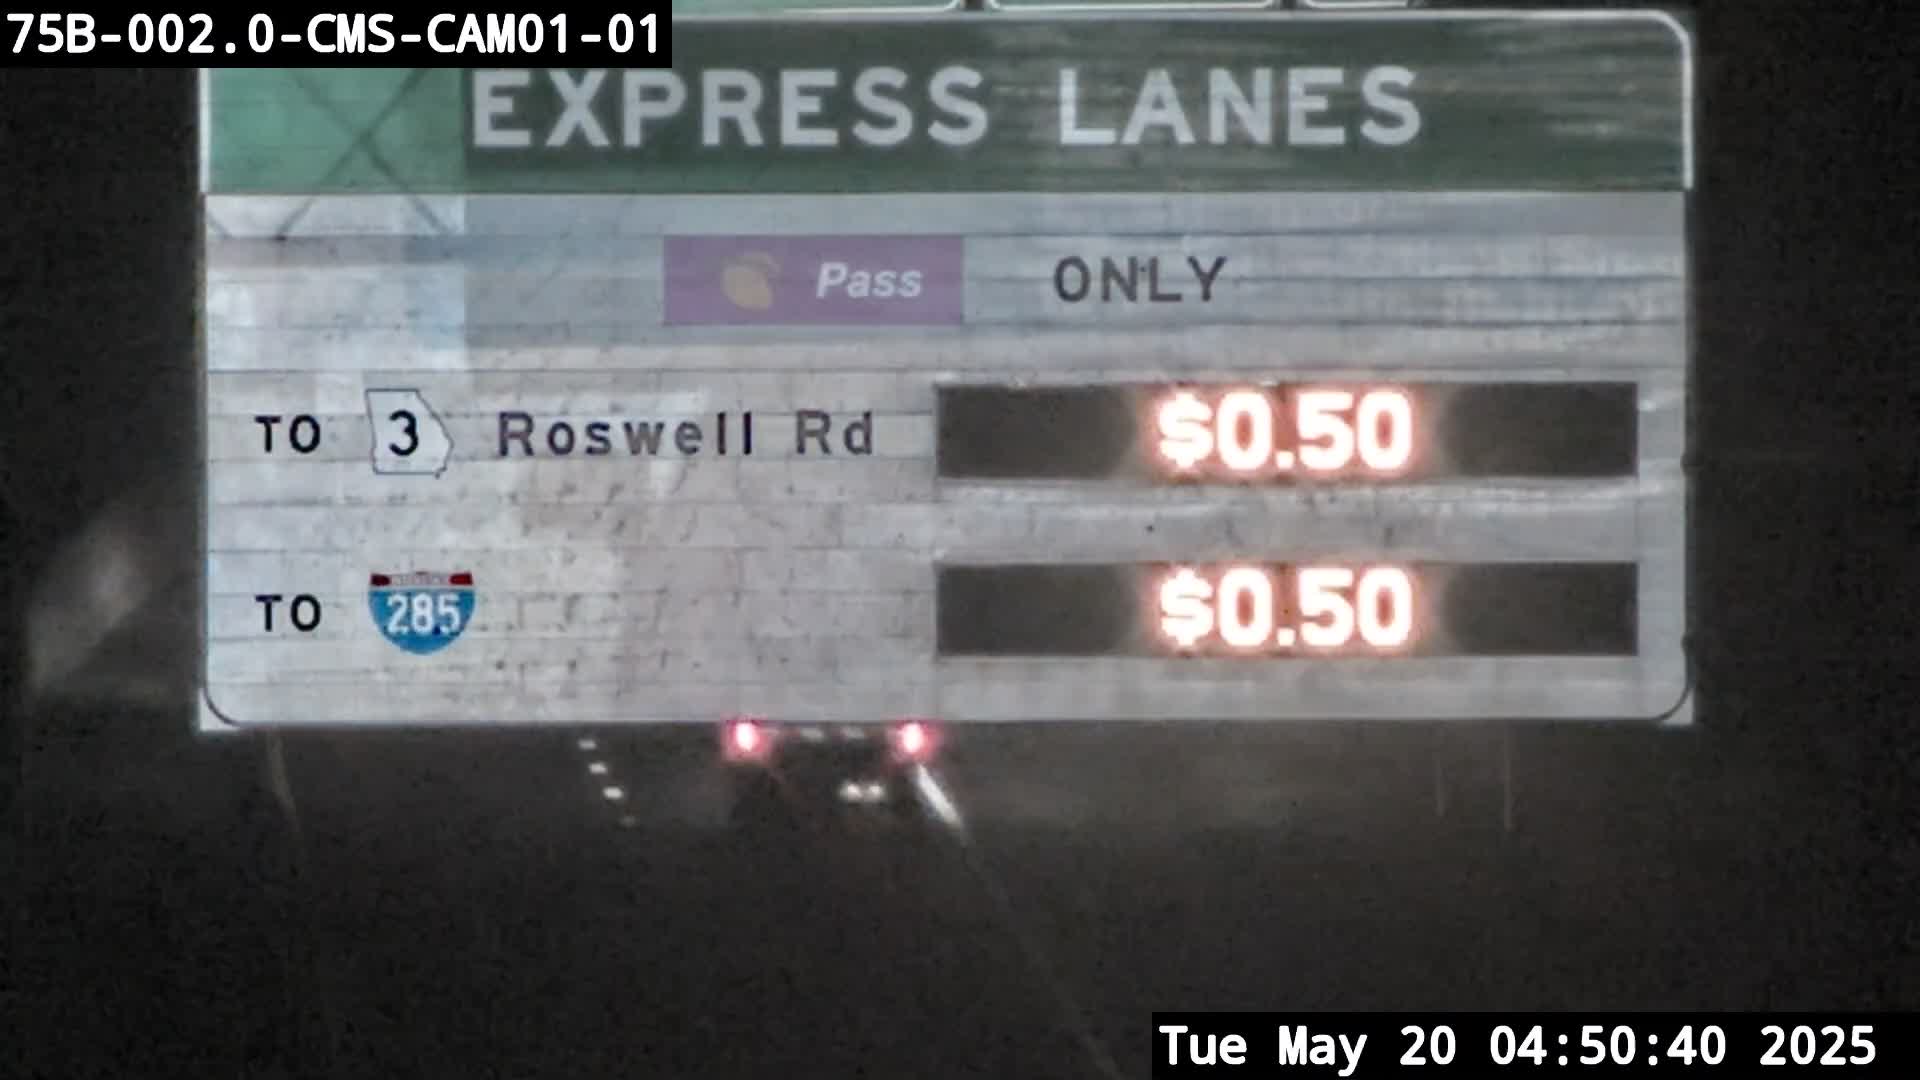 75B-002.0-CMS-CAM01-01
EXPRESS LANES
Pass ONLY
TO 3 Roswell Rd $0.50
TO 285 $0.50
Tue May 20 04:50:40 2025